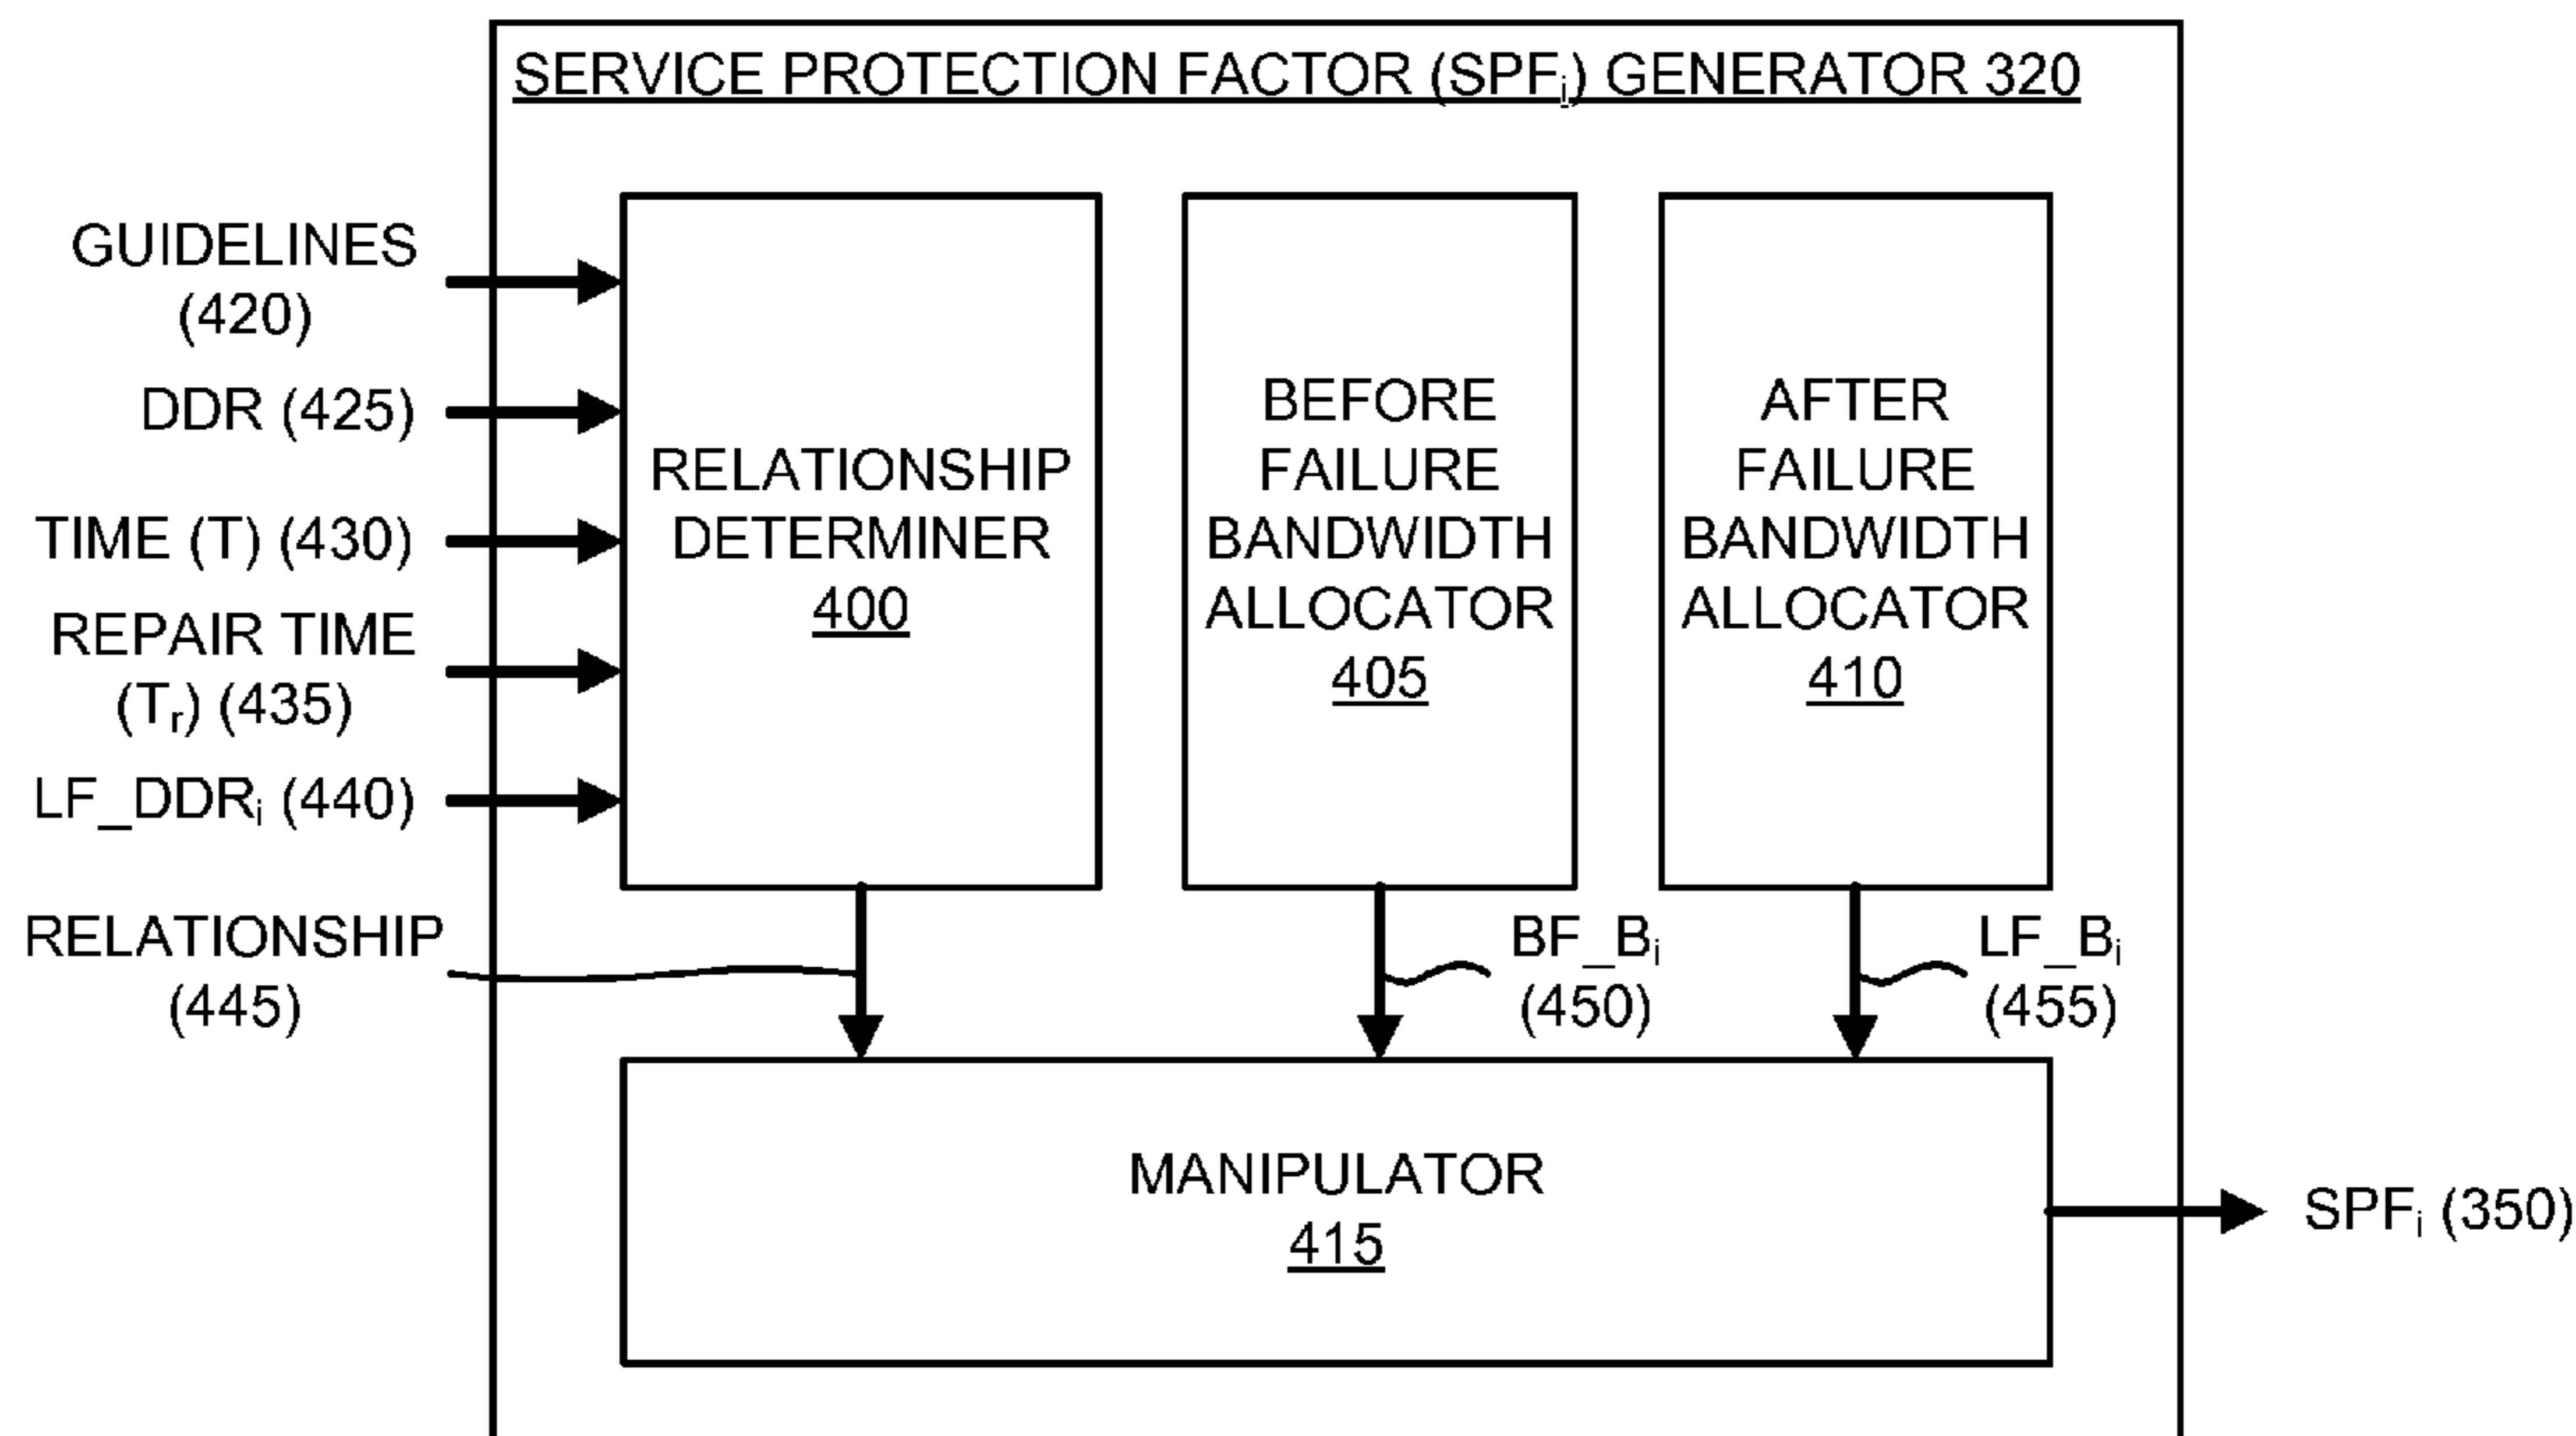 SERVICE PROTECTION FACTOR (SPFi) GENERATOR 320
GUIDELINES
(420)
DDR (425)
TIME (T) (430)
REPAIR TIME
(Tr) (435)
LF_DDRi (440)
RELATIONSHIP
DETERMINER
400
BEFORE
FAILURE
BANDWIDTH
ALLOCATOR
405
AFTER
FAILURE
BANDWIDTH
ALLOCATOR
410
RELATIONSHIP
(445)
BF_Bi
(450)
LF_Bi
(455)
MANIPULATOR
415
SPFi (350)